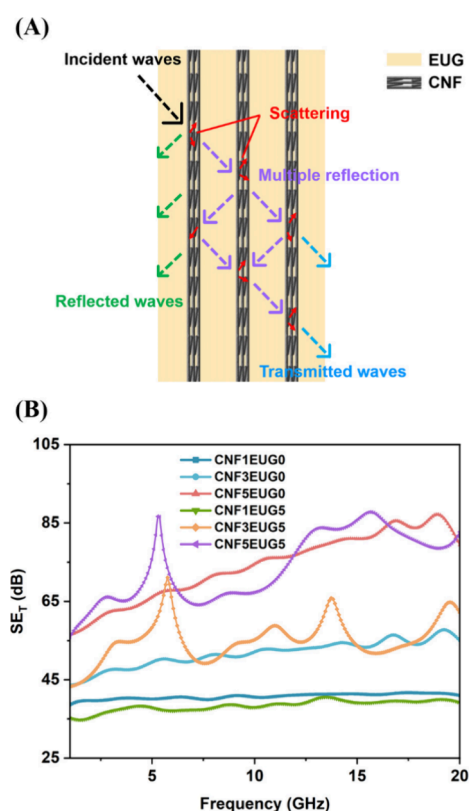 (A)
Incident waves
EUG
CNF
Scattering
Multiple reflection
Reflected waves
Transmitted waves
(B)
105
85
65
45
25
SE_T (dB)
CNF1EUG0
CNF3EUG0
CNF5EUG0
CNF1EUG5
CNF3EUG5
CNF5EUG5
5 10 15 20
Frequency (GHz)